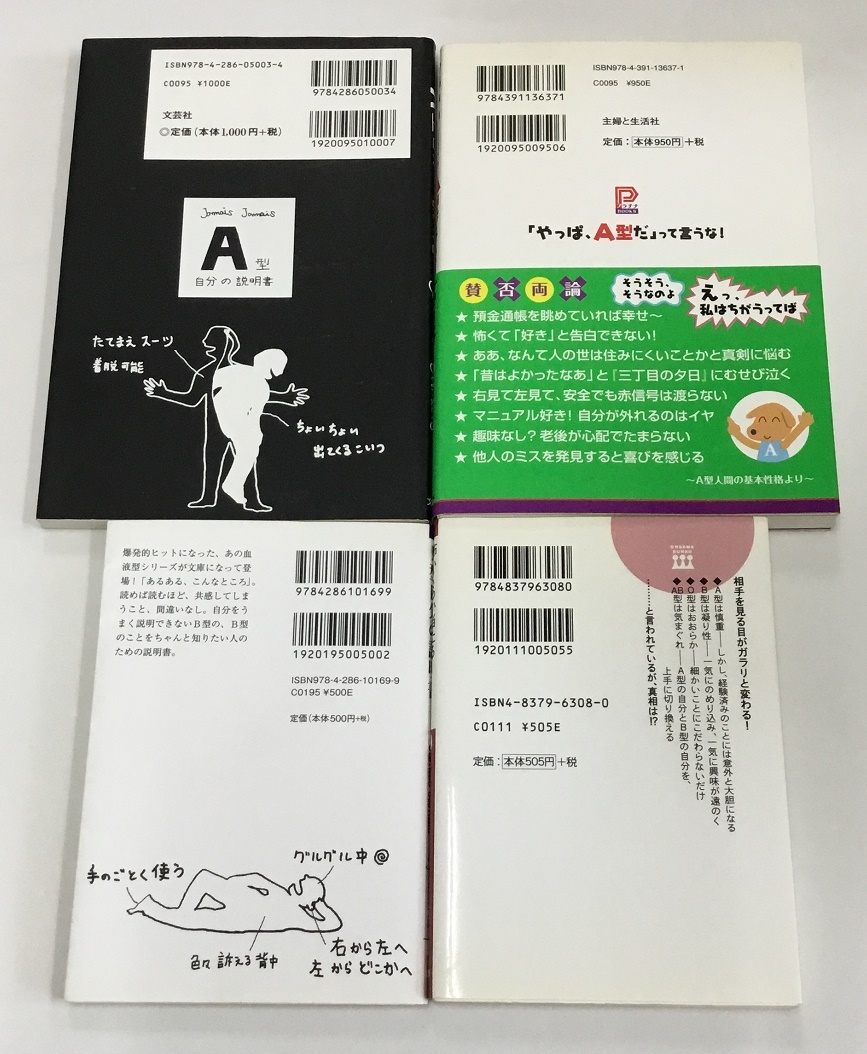 ISBN978-4-286-05003-4
C0095 ¥1000E
9784286050034
文芸社
◎定価(本体1,000円+税)
1920095010007
Jamais Jamais
A型
自分の説明書
たてまえスーツ
着脱可能
ちょいちょい
出てくるこいつ
ISBN978-4-391-13637-1
C0095 ¥950E
9784391136371
主婦と生活社
定価:本体950円+税
1920095009506
P
プラチナ
BOOKS
「やっぱ、A型だ」って言うな!
賛否両論
そうそう、
そうなのよ
えっ、
私はちがうってば
★預金通帳を眺めていれば幸せ〜
★怖くて「好き」と告白できない!
★ああ、なんて人の世は住みにくいことかと真剣に悩む
★「昔はよかったなあ」と『三丁目の夕日』にむせび泣く
★右見て左見て、安全でも赤信号は渡らない
★マニュアル好き!自分が外れるのはイヤ
★趣味なし?老後が心配でたまらない
★他人のミスを発見すると喜びを感じる
A
〜A型人間の基本性格より〜
爆発的ヒットになった、あの血
液型シリーズが文庫になって登
場!「あるある、こんなところ」。
読めば読むほど、共感してしま
うこと、間違いなし。自分をう
まく説明できないB型の、B型
のことをちゃんと知りたい人の
ための説明書。
9784286101699
1920195005002
ISBN978-4-286-10169-9
C0195 ¥500E
定価(本体500円+税)
グルグル中
手のごとく使う
色々訴える背中
右から左へ
左からどこかへ
9784837963080
1920111005055
ISBN4-8379-6308-0
C0111 ¥505E
定価:本体505円+税
相手を見る目がガラリと変わる!
◆A型は慎重──しかし、経験済みのことには意外と大胆になる
◆B型は凝り性──一気にのめり込み、一気に興味が遠のく
◆O型はおおらか──細かいことにこだわらないだけ
◆AB型は気まぐれ──A型の自分とB型の自分を、
上手に切り換える
………と言われているが、真相は!?